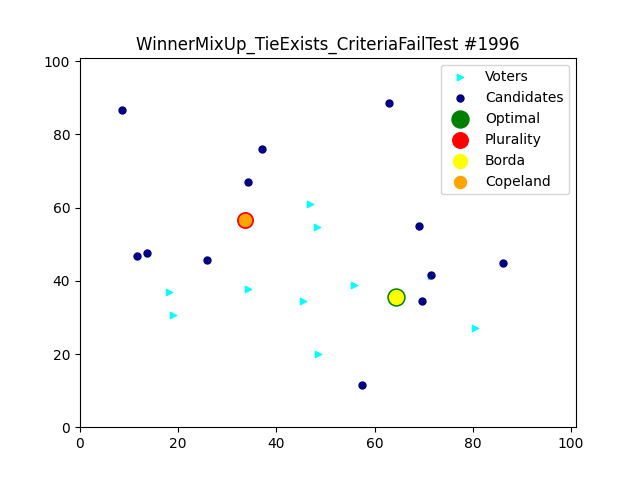 WinnerMixUp_TieExists_CriteriaFailTest #1996
100
80
60
40
20
0
0 20 40 60 80 100
Voters
Candidates
Optimal
Plurality
Borda
Copeland